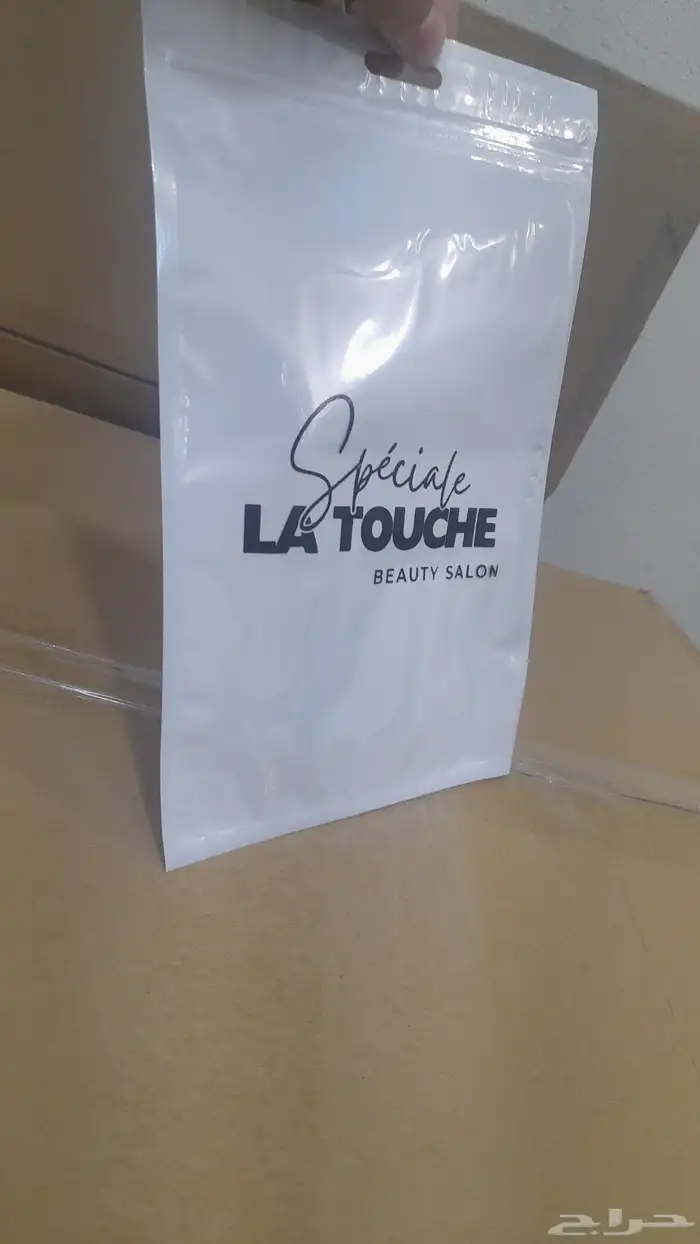 Spéciale
LA TOUCHE
BEAUTY SALON
حراج